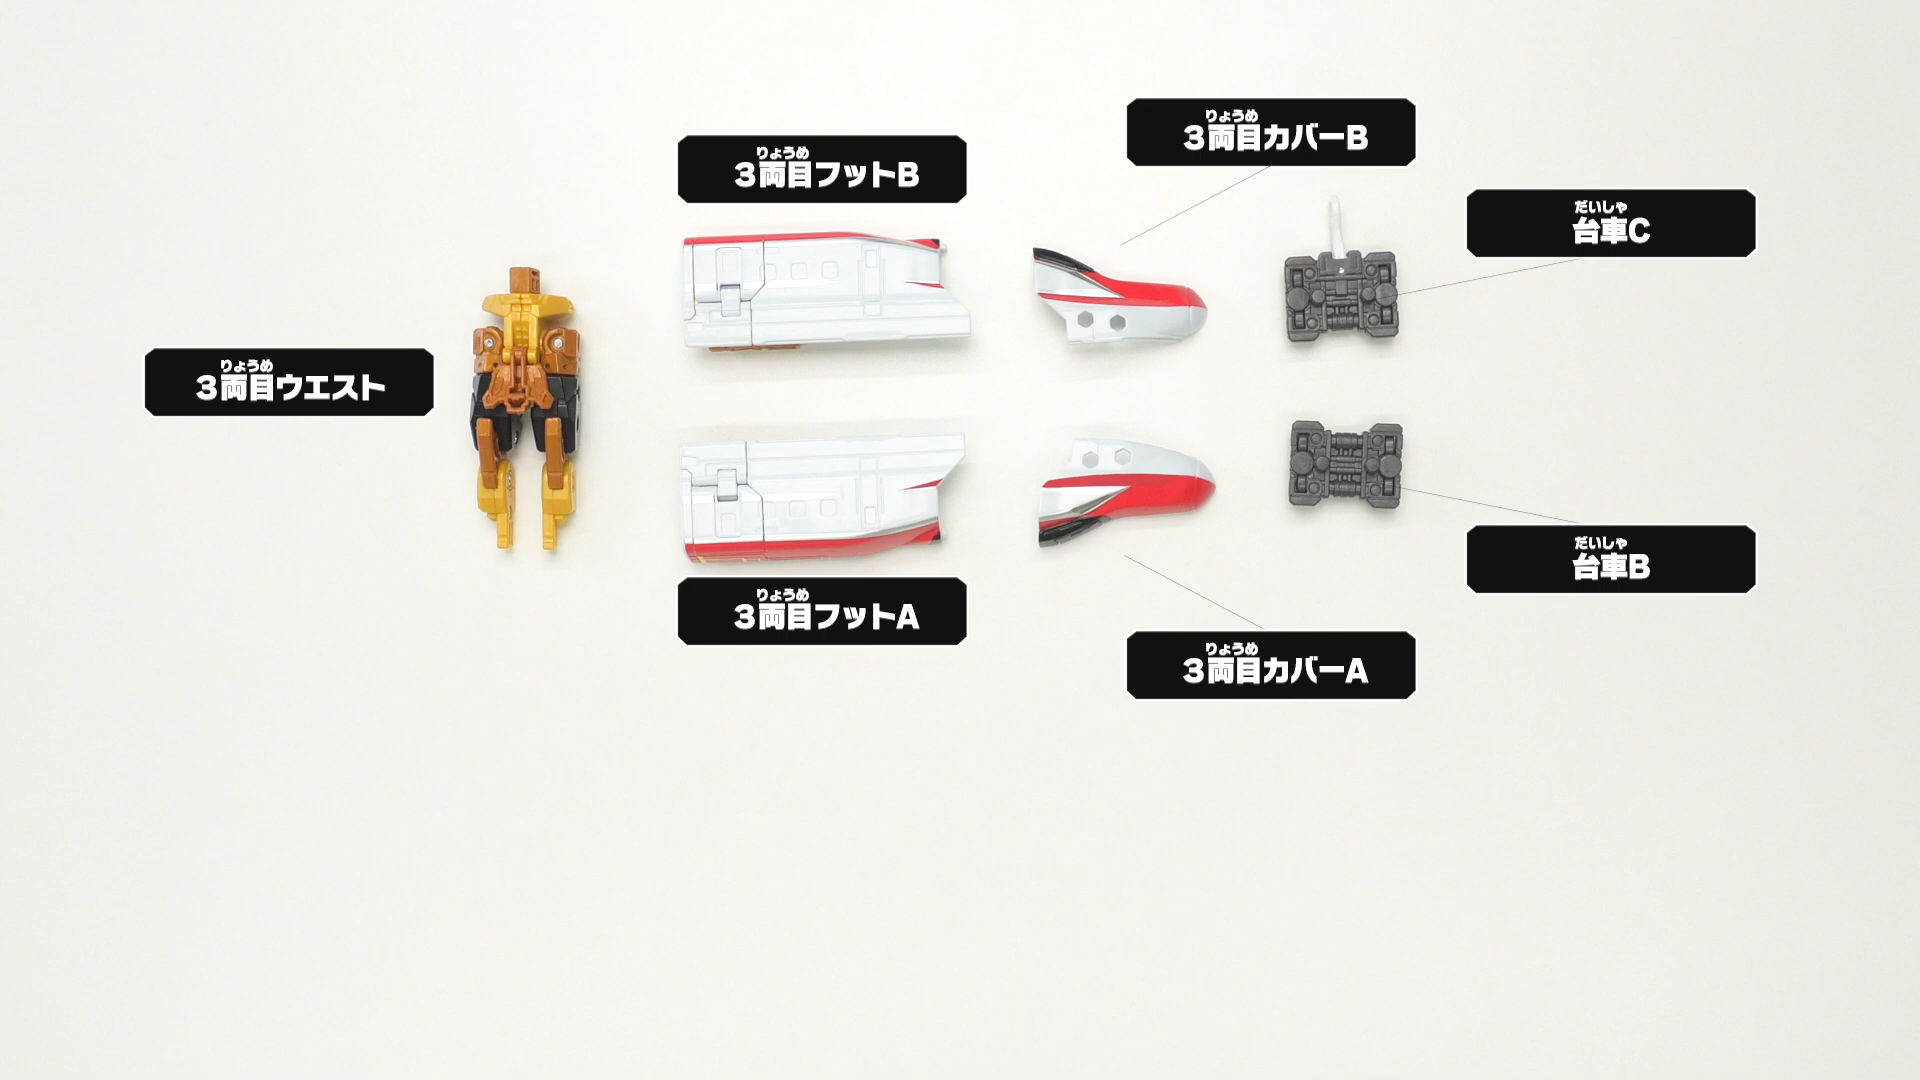 りょうめ
3両目カバーB
りょうめ
3両目フットB
だいしゃ
台車C
りょうめ
3両目ウエスト
だいしゃ
台車B
りょうめ
3両目フットA
りょうめ
3両目カバーA